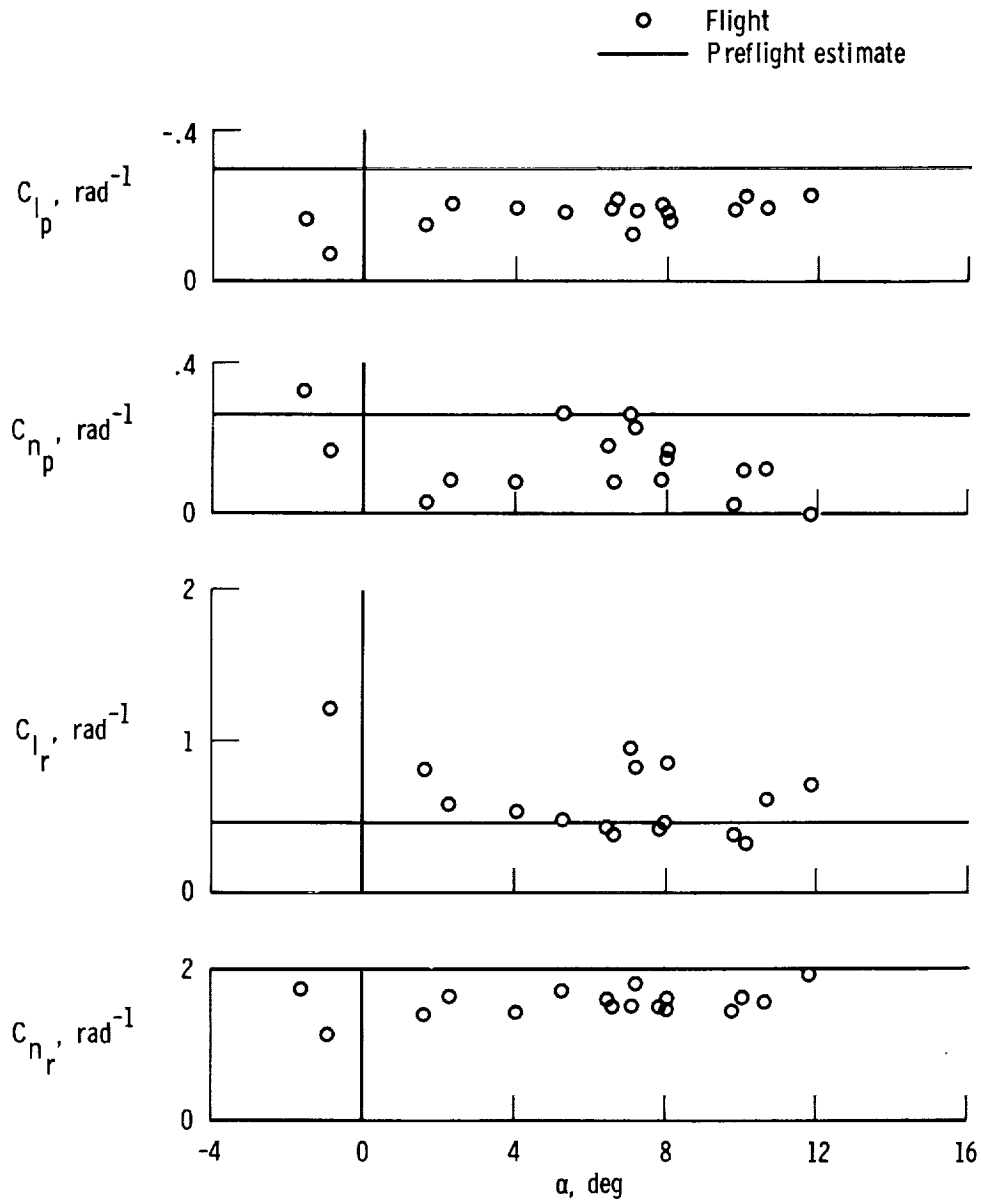 Flight
Preflight estimate
-.4
C_l_p, rad^-1
0
.4
C_n_p, rad^-1
0
2
C_l_r, rad^-1
1
0
2
C_n_r, rad^-1
0
-4 0 4 8 12 16
α, deg